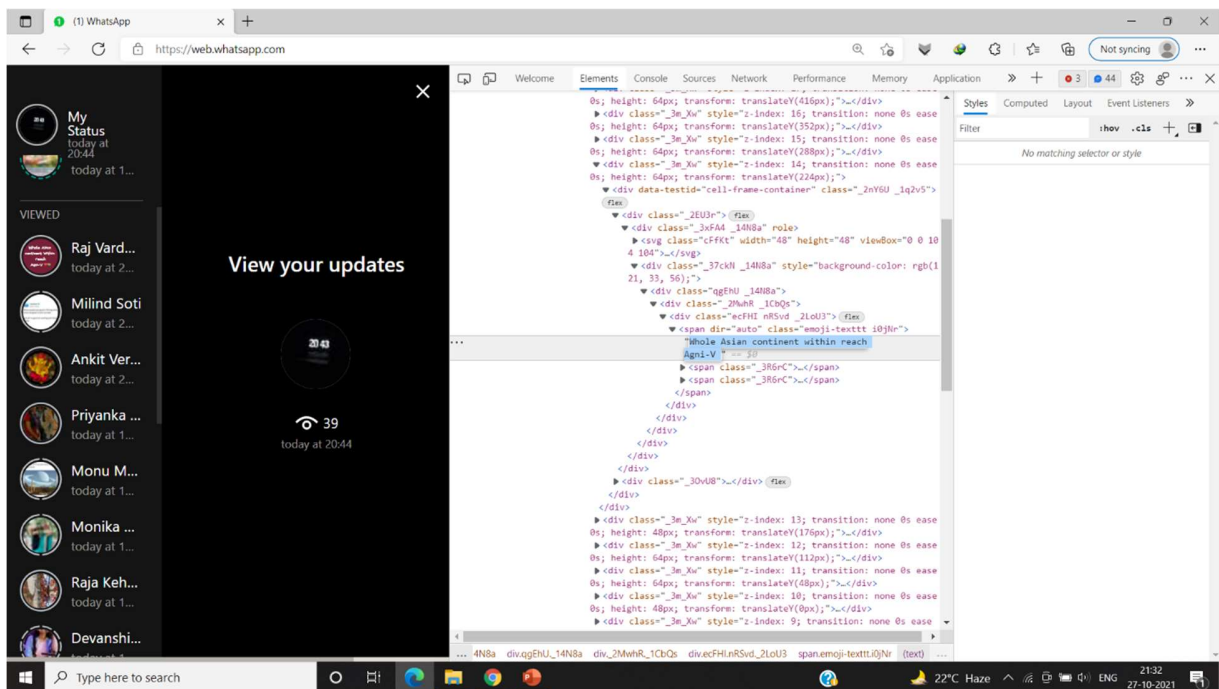 (1) WhatsApp
https://web.whatsapp.com
Not syncing
My
Status
today at
20:44
today at 1...
VIEWED
Raj Vard...
today at 2...
Milind Soti
today at 2...
Ankit Ver...
today at 2...
Priyanka ...
today at 1...
Monu M...
today at 1...
Monika ...
today at 1...
Raja Keh...
today at 1...
Devanshi...
View your updates
20 43
39
today at 20:44
Welcome Elements Console Sources Network Performance Memory Application 3 44
0s; height: 64px; transform: translateY(416px);">…</div>
<div class="_3m_Xw" style="z-index: 16; transition: none 0s ease
0s; height: 64px; transform: translateY(352px);">…</div>
<div class="_3m_Xw" style="z-index: 15; transition: none 0s ease
0s; height: 64px; transform: translateY(288px);">…</div>
<div class="_3m_Xw" style="z-index: 14; transition: none 0s ease
0s; height: 64px; transform: translateY(224px);">
<div data-testid="cell-frame-container" class="_2nY6U _1q2v5">
flex
<div class="_2EU3r"> flex
<div class="_3xFA4 _14N8a" role>
<svg class="cFfKt" width="48" height="48" viewBox="0 0 10
4 104">…</svg>
<div class="_37ckN _14N8a" style="background-color: rgb(1
21, 33, 56);">
<div class="qgEhU _14N8a">
<div class="_2MwhR _1CbQs">
<div class="ecFHI nRSvd _2LoU3"> flex
<span dir="auto" class="emoji-texttt i0jNr">
"Whole Asian continent within reach
Agni-V " == $0
<span class="_3R6rC">…</span>
<span class="_3R6rC">…</span>
</span>
</div>
</div>
</div>
</div>
</div>
</div>
<div class="_3OvU8">…</div> flex
</div>
</div>
<div class="_3m_Xw" style="z-index: 13; transition: none 0s ease
0s; height: 48px; transform: translateY(176px);">…</div>
<div class="_3m_Xw" style="z-index: 12; transition: none 0s ease
0s; height: 64px; transform: translateY(112px);">…</div>
<div class="_3m_Xw" style="z-index: 11; transition: none 0s ease
0s; height: 64px; transform: translateY(48px);">…</div>
<div class="_3m_Xw" style="z-index: 10; transition: none 0s ease
0s; height: 48px; transform: translateY(0px);">…</div>
<div class="_3m_Xw" style="z-index: 9; transition: none 0s ease
... 4N8a div.qgEhU._14N8a div._2MwhR._1CbQs div.ecFHI.nRSvd._2LoU3 span.emoji-texttt.i0jNr (text) ...
Styles Computed Layout Event Listeners
Filter :hov .cls
No matching selector or style
Type here to search
22°C Haze ENG
21:32
27-10-2021